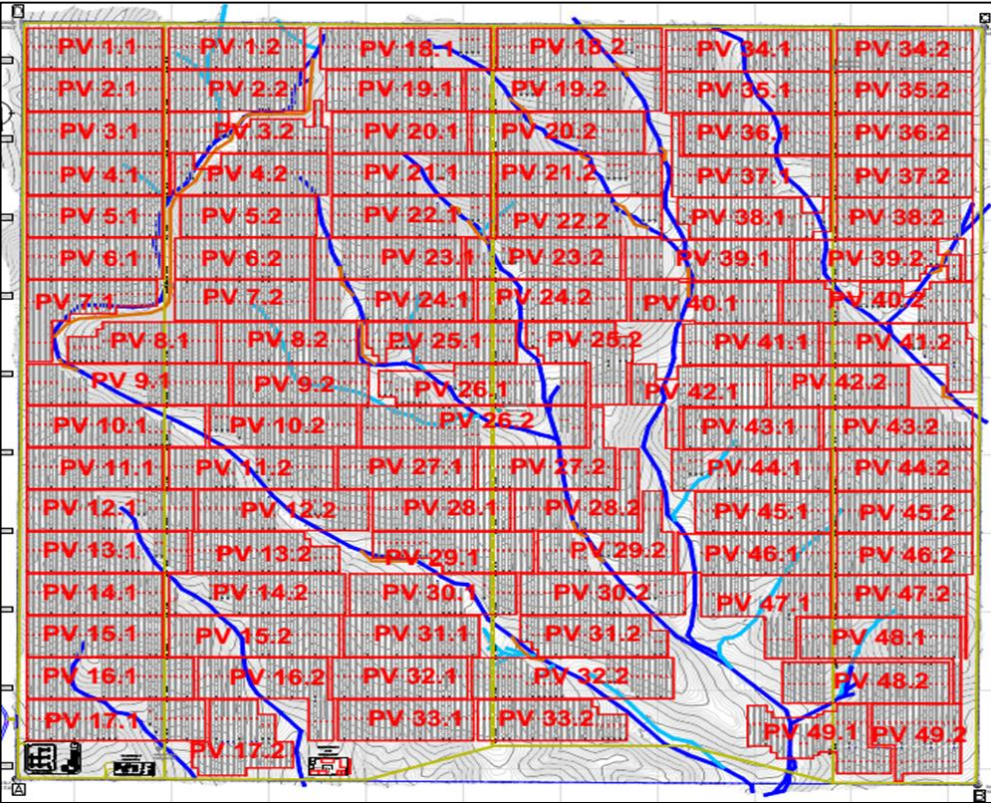 PV 1.1 PV 1.2 PV 18.1 PV 18.2 PV 34.1 PV 34.2
PV 2.1 PV 2.2 PV 19.1 PV 19.2 PV 35.1 PV 35.2
PV 3.1 PV 3.2 PV 20.1 PV 20.2 PV 36.1 PV 36.2
PV 4.1 PV 4.2 PV 21.1 PV 21.2 PV 37.1 PV 37.2
PV 5.1 PV 5.2 PV 22.1 PV 22.2 PV 38.1 PV 38.2
PV 6.1 PV 6.2 PV 23.1 PV 23.2 PV 39.1 PV 39.2
PV 7.1 PV 7.2 PV 24.1 PV 24.2 PV 40.1 PV 40.2
PV 8.1 PV 8.2 PV 25.1 PV 25.2 PV 41.1 PV 41.2
PV 9.1 PV 9.2 PV 26.1 PV 42.1 PV 42.2
PV 10.1 PV 10.2 PV 26.2 PV 43.1 PV 43.2
PV 11.1 PV 11.2 PV 27.1 PV 27.2 PV 44.1 PV 44.2
PV 12.1 PV 12.2 PV 28.1 PV 28.2 PV 45.1 PV 45.2
PV 13.1 PV 13.2 PV 29.1 PV 29.2 PV 46.1 PV 46.2
PV 14.1 PV 14.2 PV 30.1 PV 30.2 PV 47.1 PV 47.2
PV 15.1 PV 15.2 PV 31.1 PV 31.2 PV 48.1
PV 16.1 PV 16.2 PV 32.1 PV 32.2 PV 48.2
PV 17.1 PV 17.2 PV 33.1 PV 33.2 PV 49.1 PV 49.2
A B